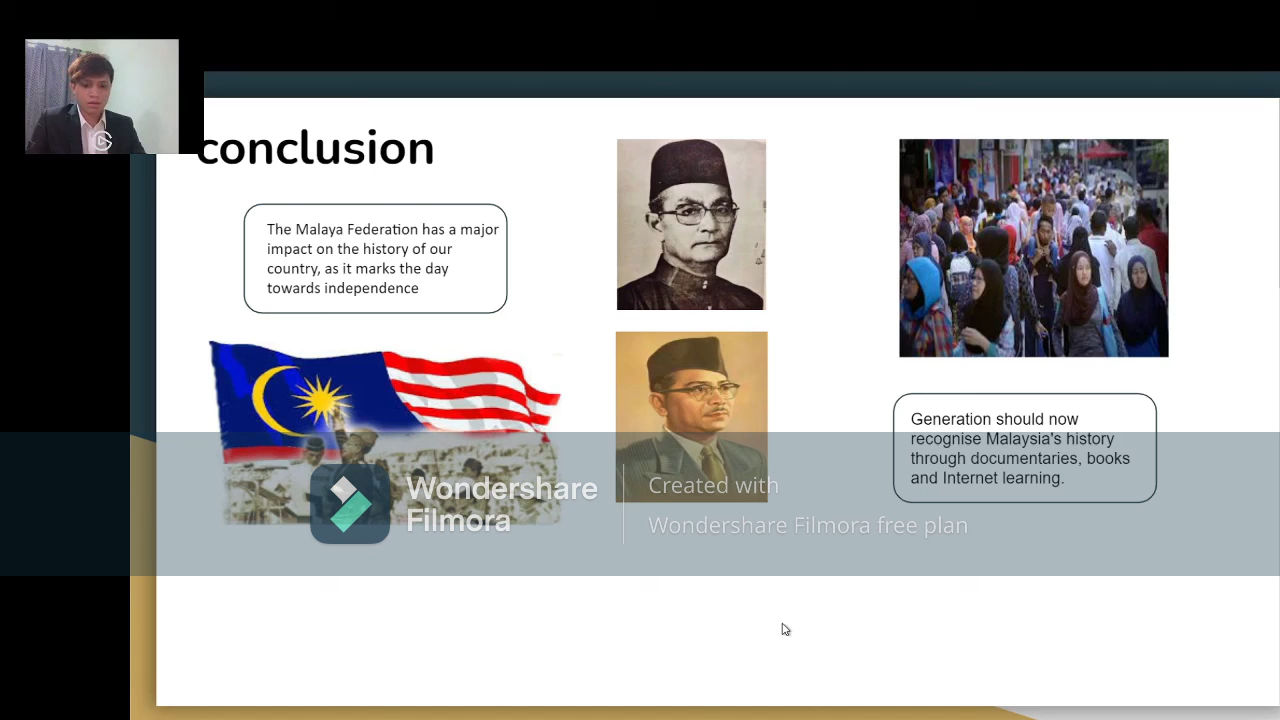 conclusion
The Malaya Federation has a major
impact on the history of our
country, as it marks the day
towards independence
Generation should now
recognise Malaysia's history
through documentaries, books
and Internet learning.
Wondershare
Filmora
Created with
Wondershare Filmora free plan